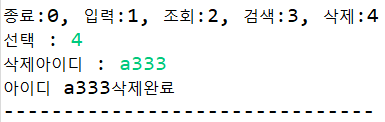 종료:0, 입력:1, 조회:2, 검색:3, 삭제:4
선택 : 4
삭제아이디 : a333
아이디 a333삭제완료
---------------------------------